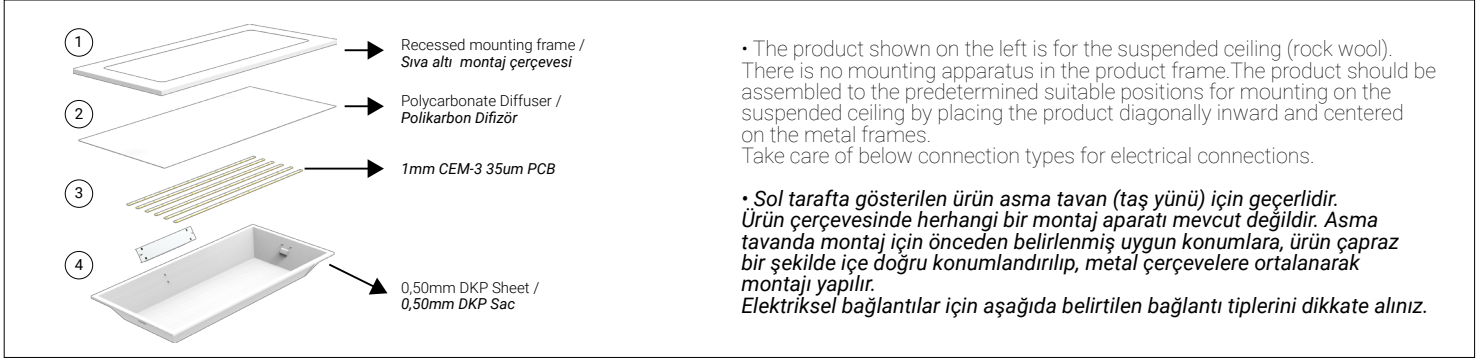 1
Recessed mounting frame /
Sıva altı montaj çerçevesi
2
Polycarbonate Diffuser /
Polikarbon Difizör
3
1mm CEM-3 35um PCB
4
0,50mm DKP Sheet /
0,50mm DKP Sac
• The product shown on the left is for the suspended ceiling (rock wool).
There is no mounting apparatus in the product frame.The product should be
assembled to the predetermined suitable positions for mounting on the
suspended ceiling by placing the product diagonally inward and centered
on the metal frames.
Take care of below connection types for electrical connections.
• Sol tarafta gösterilen ürün asma tavan (taş yünü) için geçerlidir.
Ürün çerçevesinde herhangi bir montaj aparatı mevcut değildir. Asma
tavanda montaj için önceden belirlenmiş uygun konumlara, ürün çapraz
bir şekilde içe doğru konumlandırılıp, metal çerçevelere ortalanarak
montajı yapılır.
Elektriksel bağlantılar için aşağıda belirtilen bağlantı tiplerini dikkate alınız.